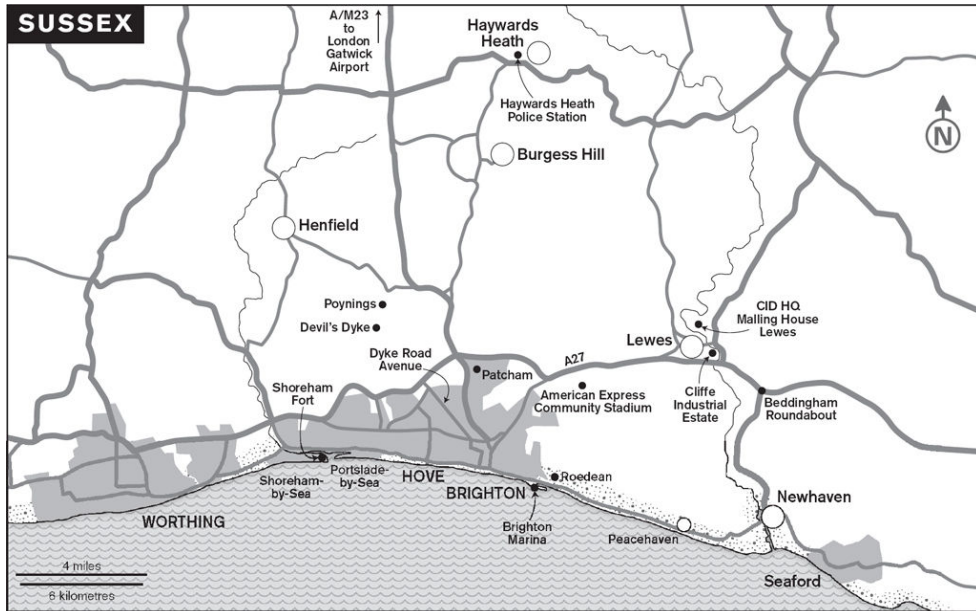 SUSSEX
A/M23
to
London
Gatwick
Airport
Haywards
Heath
Haywards Heath
Police Station
N
Burgess Hill
Henfield
Poynings
Devil's Dyke
CID HQ
Malling House
Lewes
Lewes
Dyke Road
Avenue
A27
Patcham
Shoreham
Fort
American Express
Community Stadium
Cliffe
Industrial
Estate
Beddingham
Roundabout
Shoreham-
by-Sea
Portslade-
by-Sea
HOVE
Roedean
BRIGHTON
Newhaven
WORTHING
Brighton
Marina
Peacehaven
4 miles
6 kilometres
Seaford